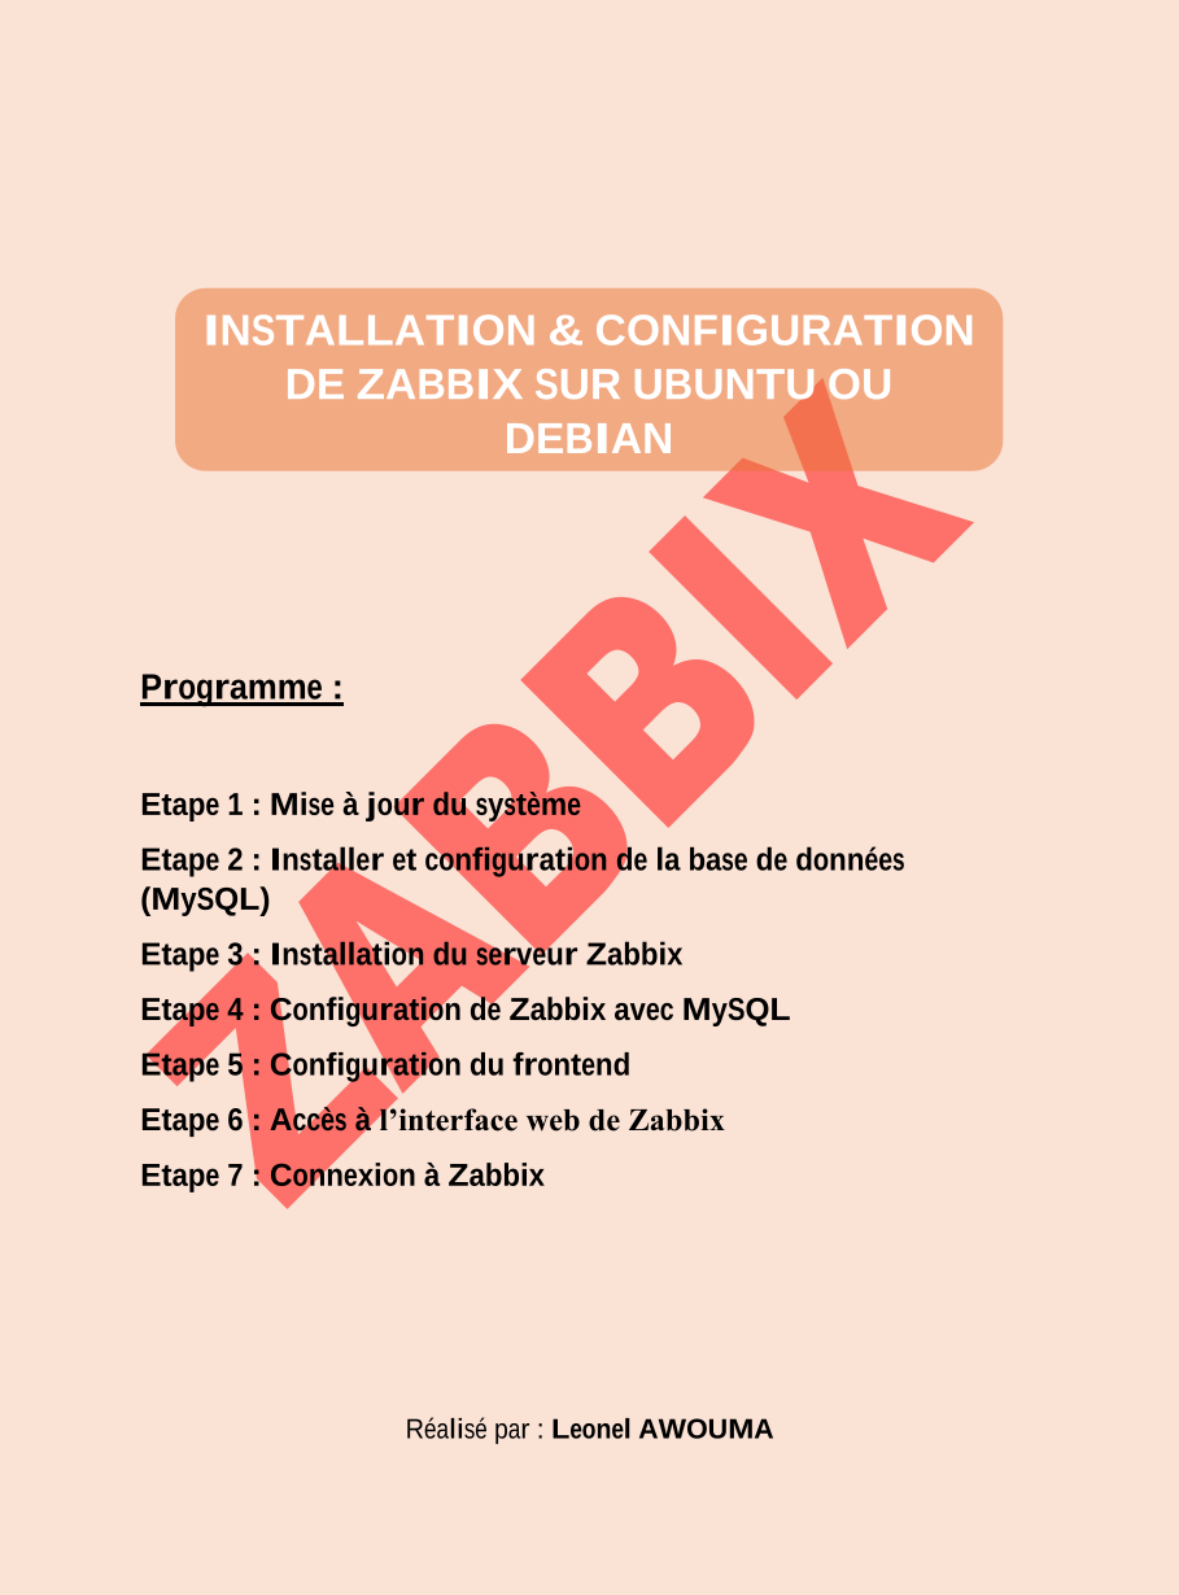 INSTALLATION & CONFIGURATION
DE ZABBIX SUR UBUNTU OU
DEBIAN
ZABBIX
Programme :
Etape 1 : Mise à jour du système
Etape 2 : Installer et configuration de la base de données
(MySQL)
Etape 3 : Installation du serveur Zabbix
Etape 4 : Configuration de Zabbix avec MySQL
Etape 5 : Configuration du frontend
Etape 6 : Accès à l’interface web de Zabbix
Etape 7 : Connexion à Zabbix
Réalisé par : Leonel AWOUMA